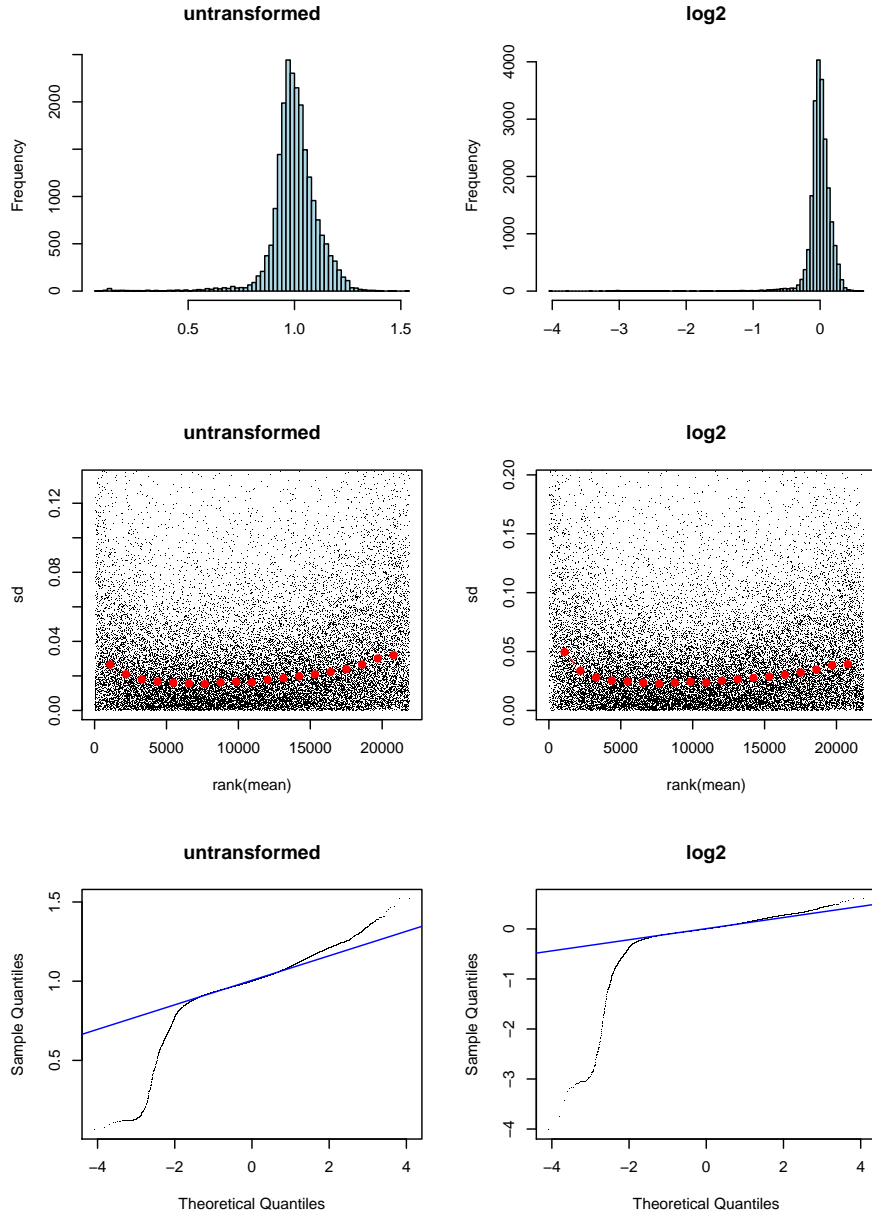 untransformed
log2
Frequency
0 500 1000 2000
0.5 1.0 1.5
Frequency
0 1000 2000 3000 4000
−4 −3 −2 −1 0
untransformed
log2
sd
0.00 0.04 0.08 0.12
0 5000 10000 15000 20000
rank(mean)
sd
0.00 0.05 0.10 0.15 0.20
0 5000 10000 15000 20000
rank(mean)
untransformed
log2
Sample Quantiles
0.5 1.0 1.5
−4 −2 0 2 4
Theoretical Quantiles
Sample Quantiles
−4 −3 −2 −1 0
−4 −2 0 2 4
Theoretical Quantiles